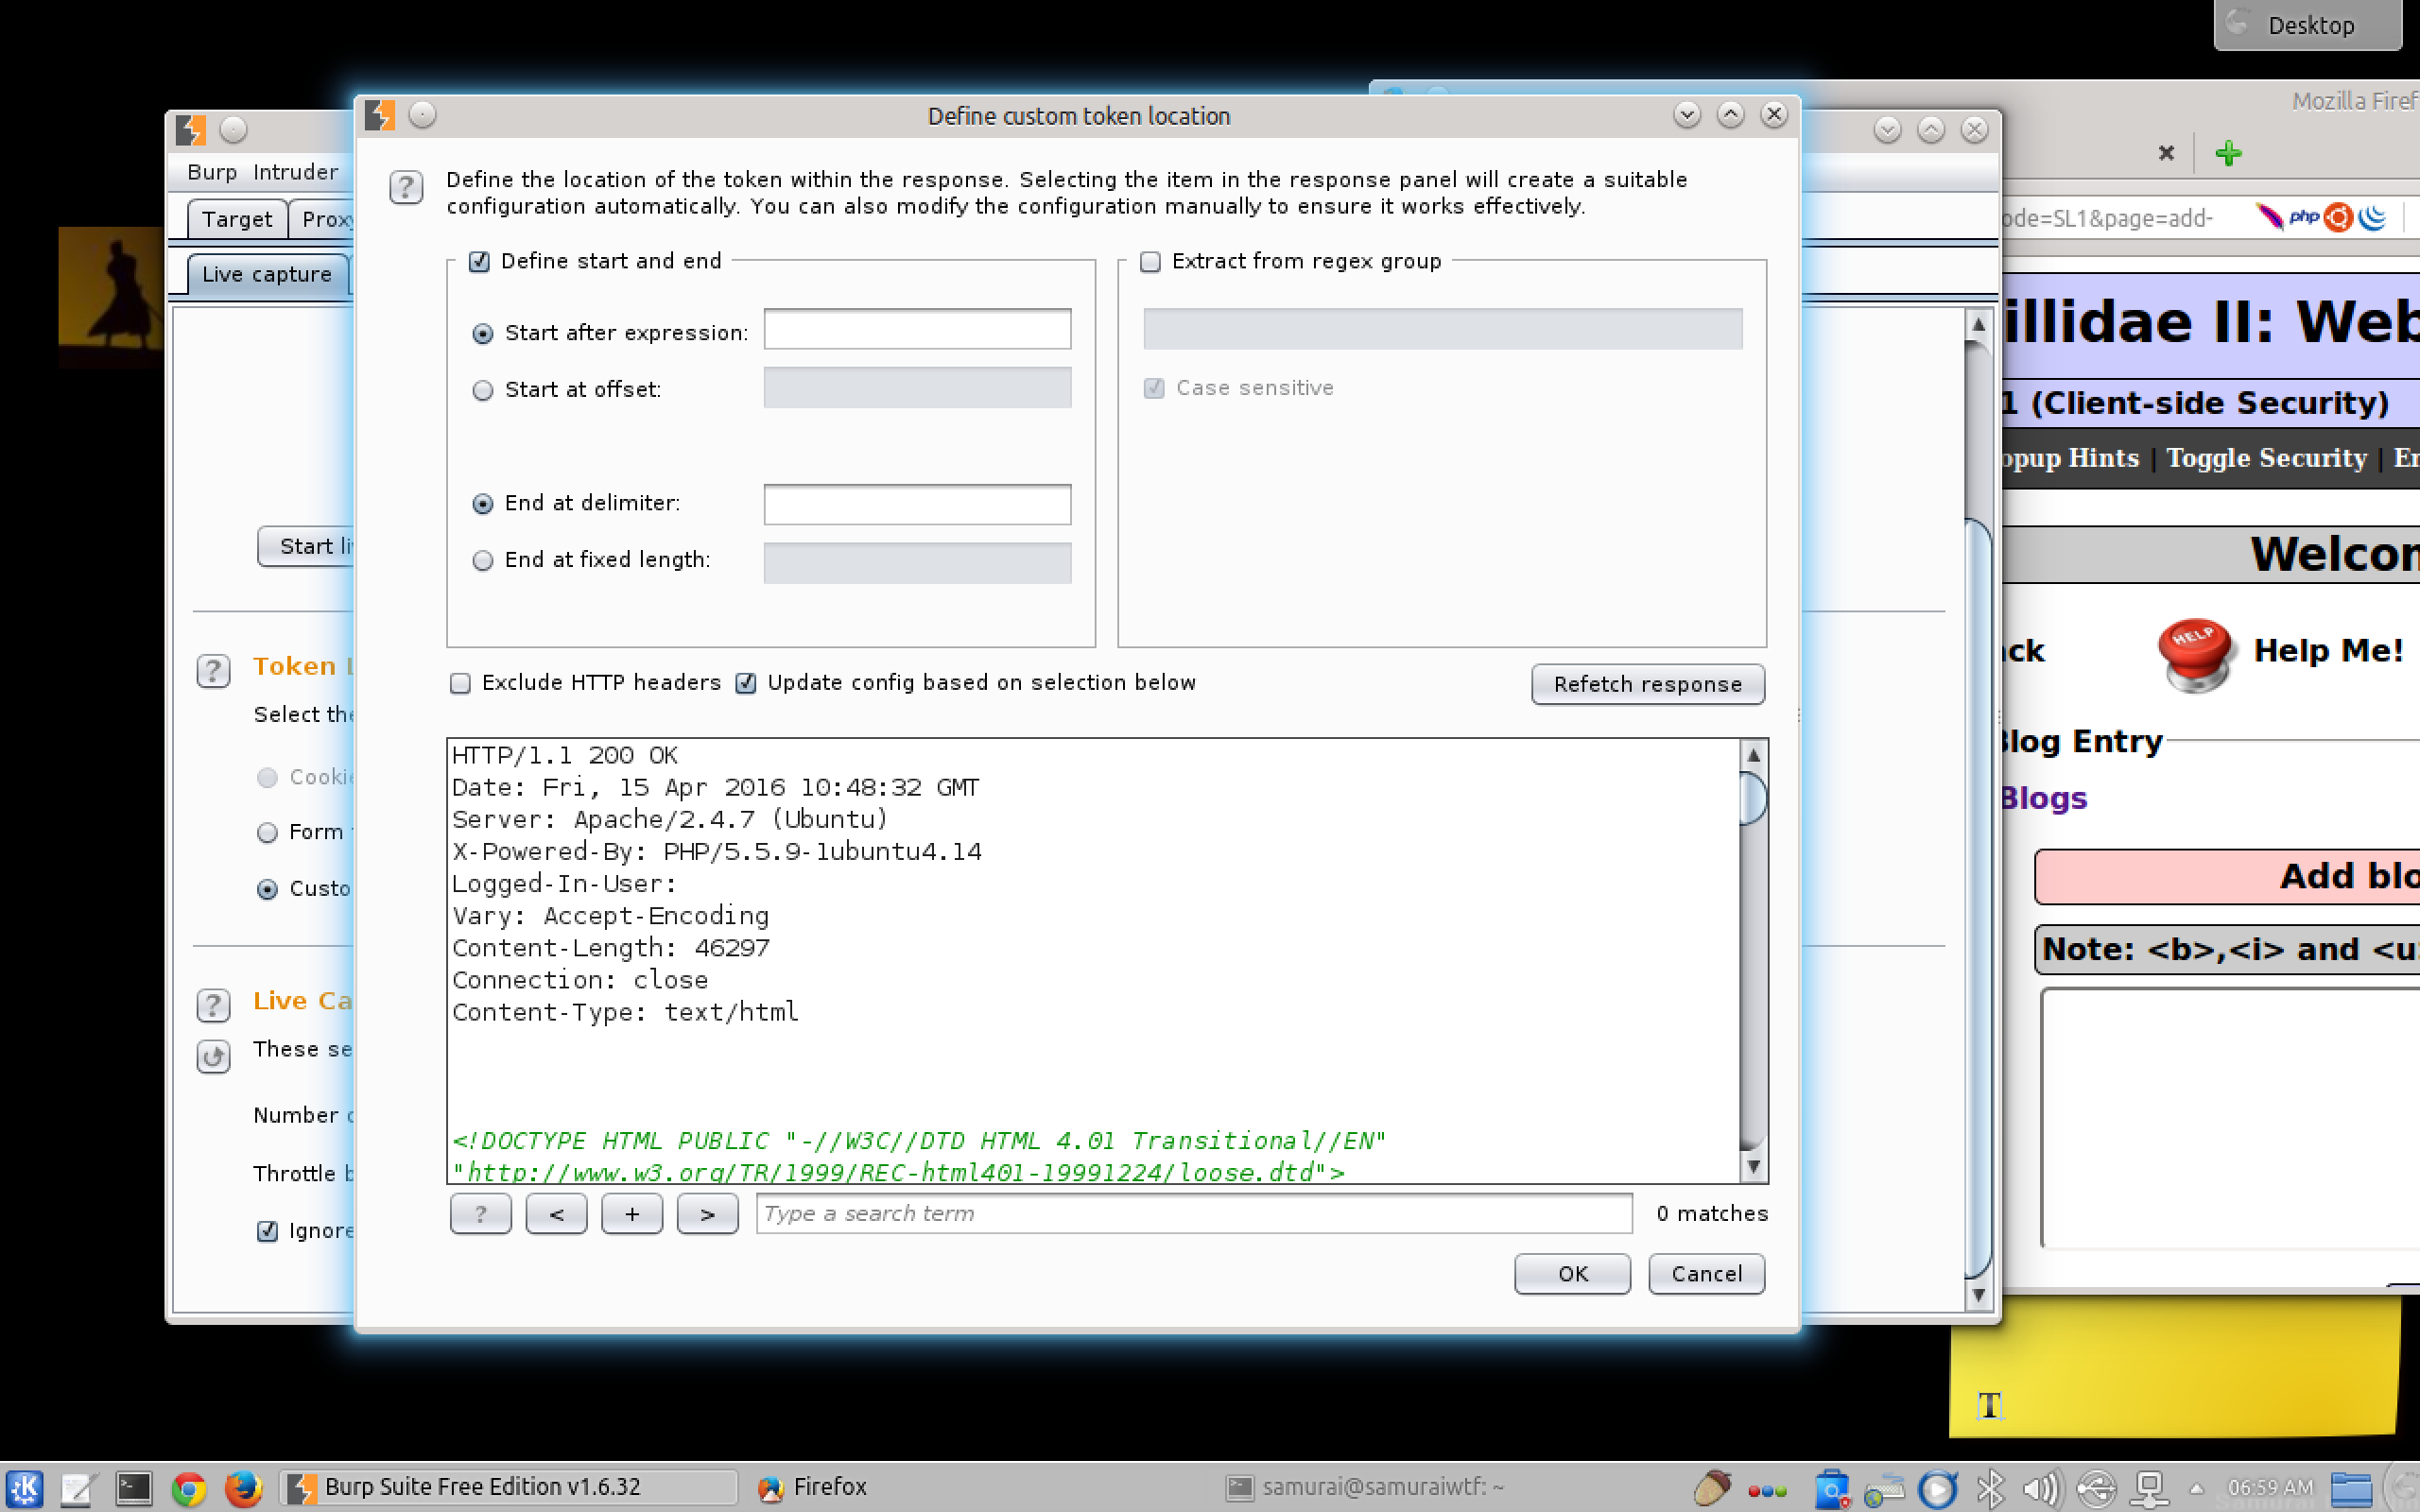 Desktop
Define custom token location
Mozilla Firef
Burp Intruder
Define the location of the token within the response. Selecting the item in the response panel will create a suitable
configuration automatically. You can also modify the configuration manually to ensure it works effectively.
Target
Proxy
ode=SL1&page=add-
php
Live capture
Define start and end
Extract from regex group
Start after expression:
Start at offset:
Case sensitive
End at delimiter:
End at fixed length:
illidae II: Web
1 (Client-side Security)
opup Hints | Toggle Security | En
Welcom
Start li
Token L
Select the
HELP
Help Me!
ack
Exclude HTTP headers
Update config based on selection below
Refetch response
Blog Entry
Blogs
Cookie
Form
Custo
HTTP/1.1 200 OK
Date: Fri, 15 Apr 2016 10:48:32 GMT
Server: Apache/2.4.7 (Ubuntu)
X-Powered-By: PHP/5.5.9-1ubuntu4.14
Logged-In-User:
Vary: Accept-Encoding
Content-Length: 46297
Connection: close
Content-Type: text/html
<!DOCTYPE HTML PUBLIC "-//W3C//DTD HTML 4.01 Transitional//EN"
"http://www.w3.org/TR/1999/REC-html401-19991224/loose.dtd">
Add blo
Note: <b>,<i> and <u
Live Ca
These se
Number
Throttle b
Ignore
?
<
+
>
Type a search term
0 matches
OK
Cancel
T
Burp Suite Free Edition v1.6.32
Firefox
samurai@samuraiwtf: ~
06:59 AM